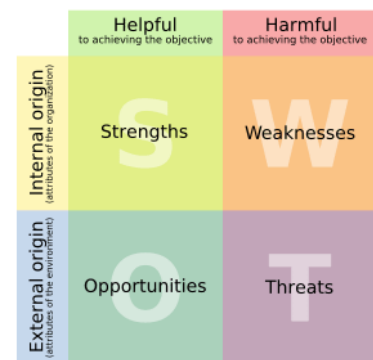 Helpful
to achieving the objective
Harmful
to achieving the objective
Internal origin
(attributes of the organization)
S
Strengths
W
Weaknesses
External origin
(attributes of the environment)
O
Opportunities
T
Threats